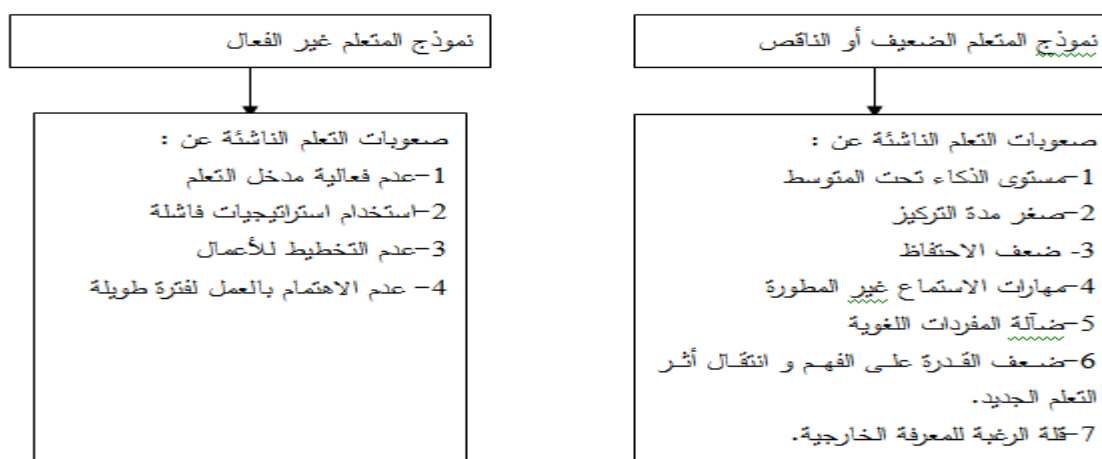 نموذج المتعلم الضعيف أو الناقص
صعوبات التعلم الناشئة عن :
1-مستوى الذكاء تحت المتوسط
2-صغر مدة التركيز
3- ضعف الاحتفاظ
4-مهارات الاستماع غير المطورة
5-ضآلة المفردات اللغوية
6-ضعف القدرة على الفهم و انتقال أثر
التعلم الجديد.
7-قلة الرغبة للمعرفة الخارجية.
نموذج المتعلم غير الفعال
صعوبات التعلم الناشئة عن :
1-عدم فعالية مدخل التعلم
2-استخدام استراتيجيات فاشلة
3-عدم التخطيط للأعمال
4- عدم الاهتمام بالعمل لفترة طويلة